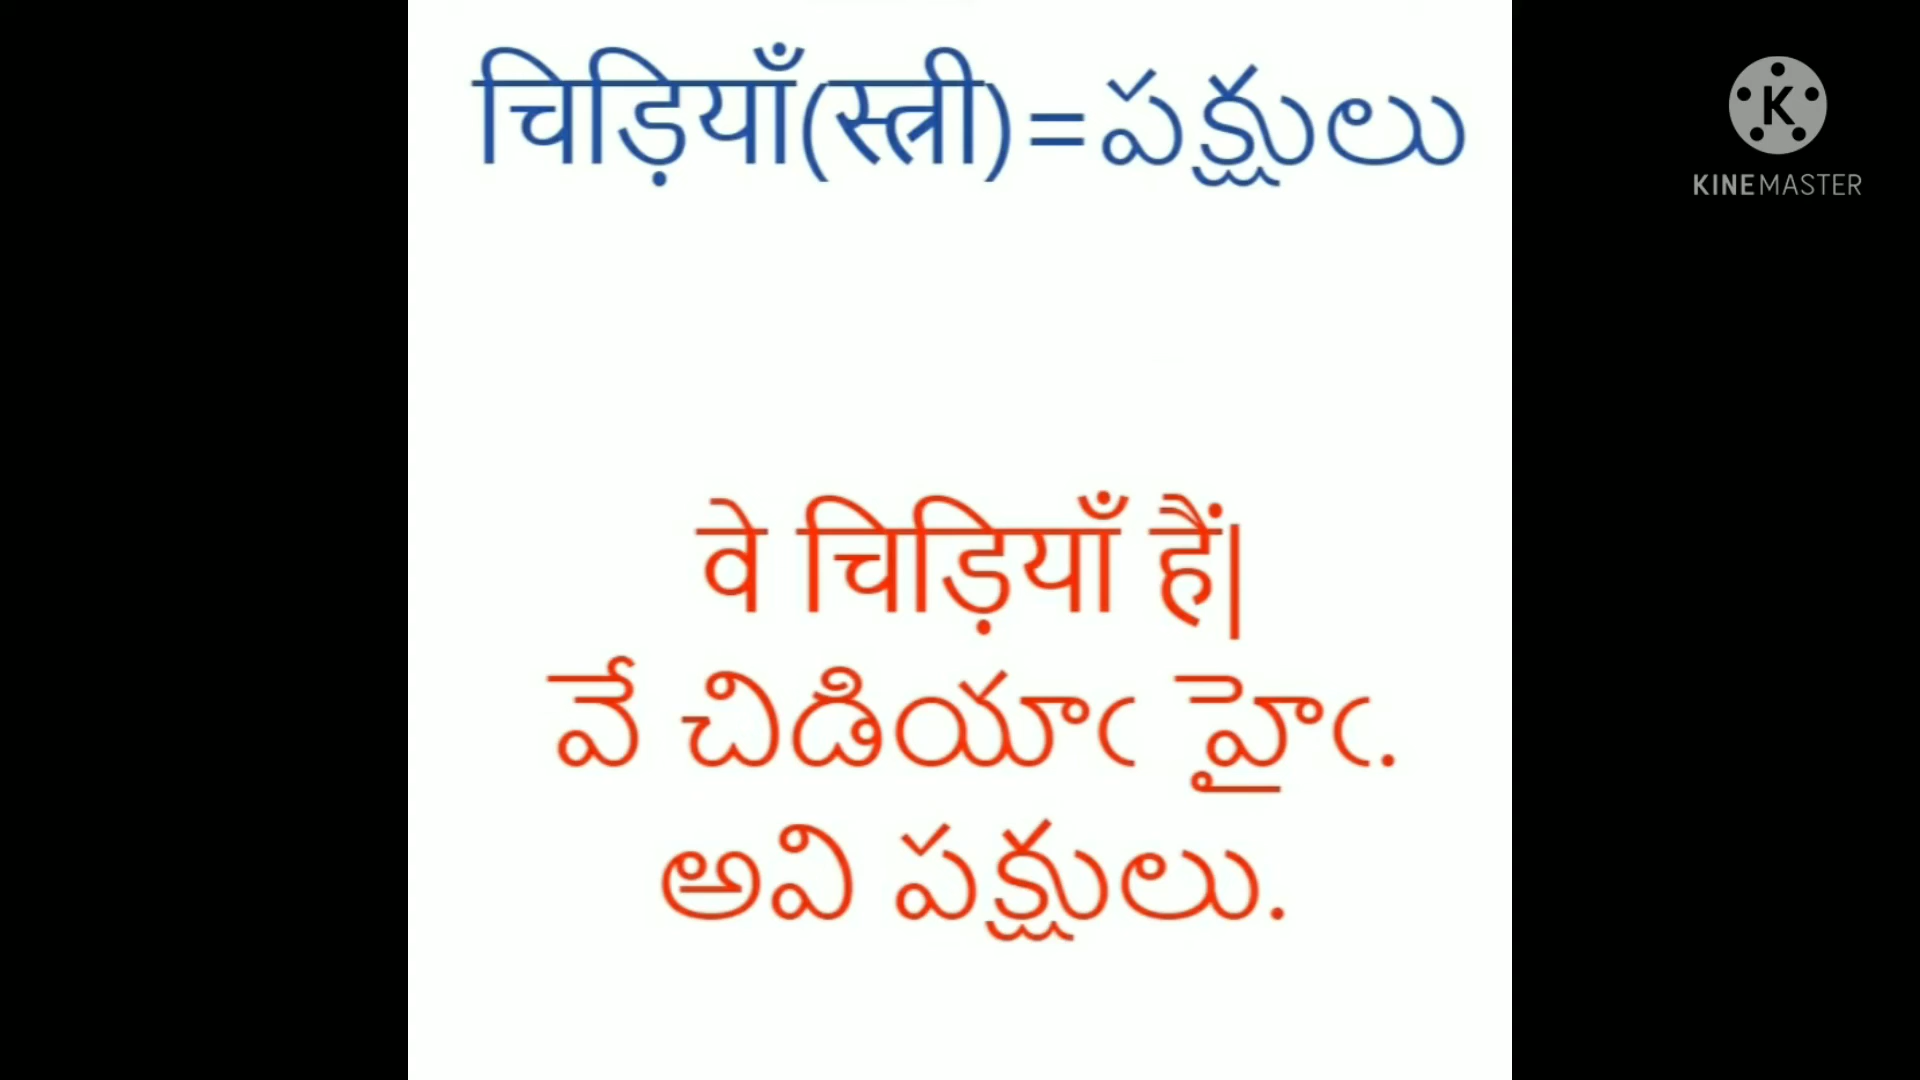 चिड़ियाँ(स्त्री)=పక్షులు
वे चिड़ियाँ हैं|
వే చిడియాఁ హైఁ.
అవి పక్షులు.
K
KINEMASTER